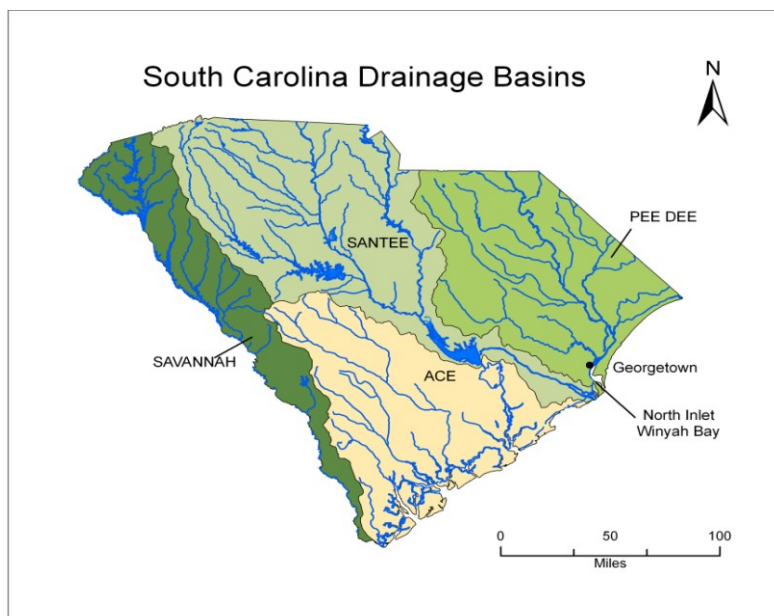 South Carolina Drainage Basins
N
PEE DEE
SANTEE
SAVANNAH
ACE
Georgetown
North Inlet
Winyah Bay
0 50 100
Miles